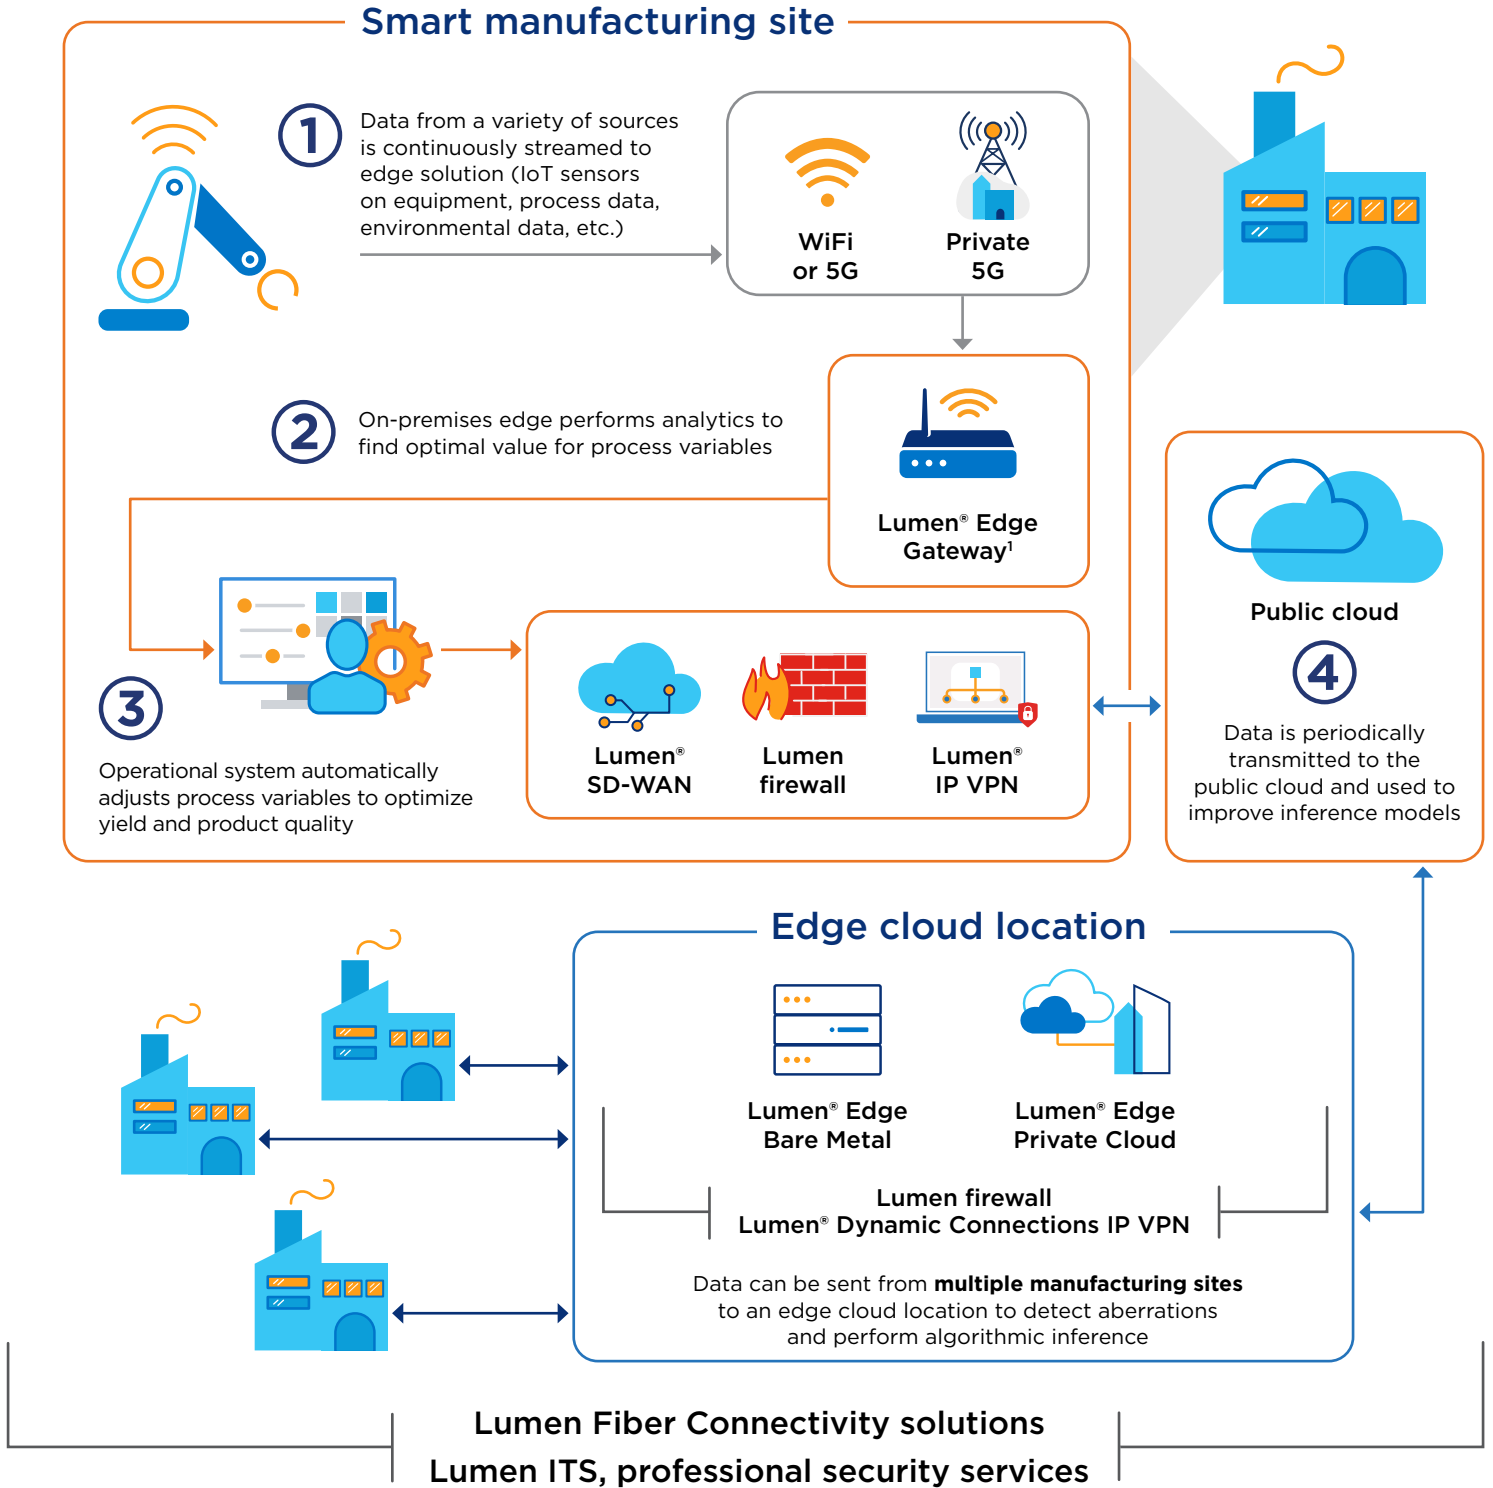 Smart manufacturing site
1
Data from a variety of sources
is continuously streamed to
edge solution (IoT sensors
on equipment, process data,
environmental data, etc.)
WiFi
or 5G
Private
5G
2
On-premises edge performs analytics to
find optimal value for process variables
Lumen® Edge
Gateway¹
3
Operational system automatically
adjusts process variables to optimize
yield and product quality
Lumen®
SD-WAN
Lumen
firewall
Lumen®
IP VPN
Public cloud
4
Data is periodically
transmitted to the
public cloud and used to
improve inference models
Edge cloud location
Lumen® Edge
Bare Metal
Lumen® Edge
Private Cloud
Lumen firewall
Lumen® Dynamic Connections IP VPN
Data can be sent from multiple manufacturing sites
to an edge cloud location to detect aberrations
and perform algorithmic inference
Lumen Fiber Connectivity solutions
Lumen ITS, professional security services